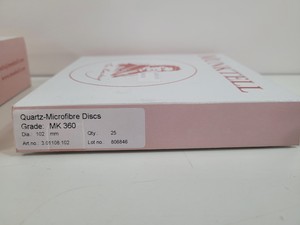 MUNKTELL
Quartz-Microfibre Discs
Grade: MK 360
Dia: 102 mm Qty: 25
Art.no.: 3.01108.102 Lot no.: 806846